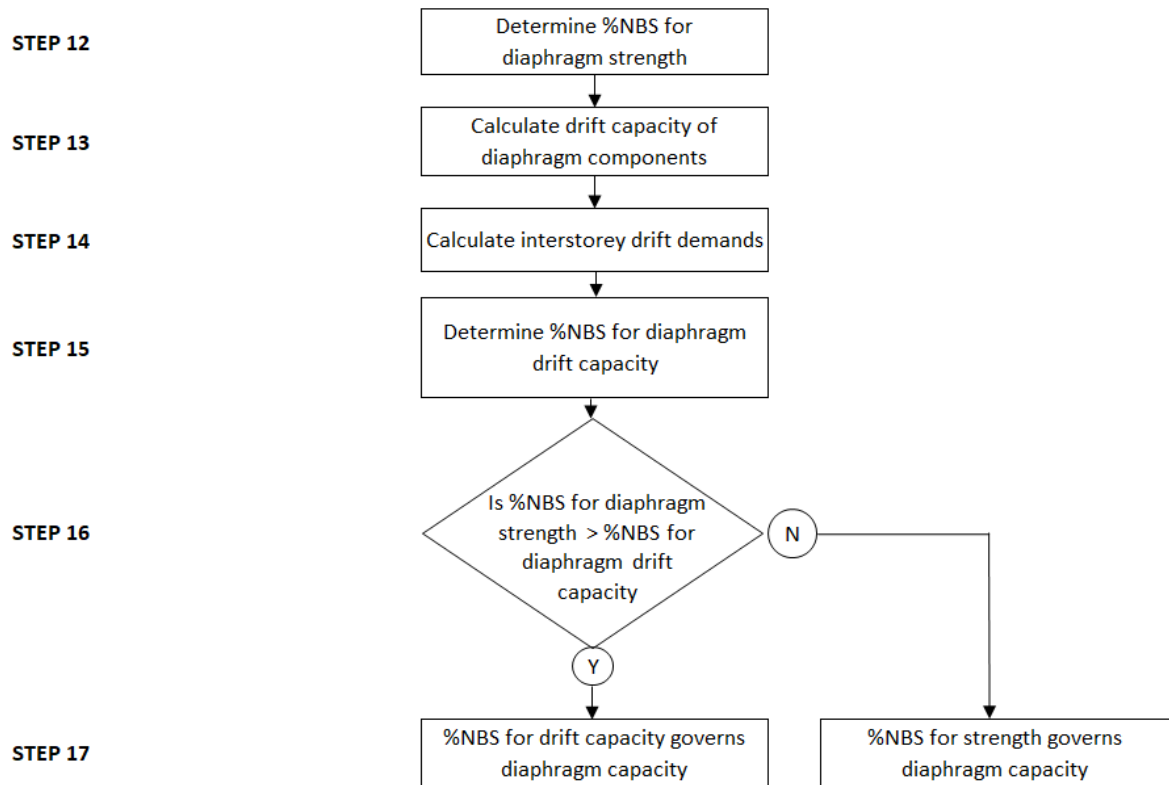 STEP 12
Determine %NBS for
diaphragm strength
STEP 13
Calculate drift capacity of
diaphragm components
STEP 14
Calculate interstorey drift demands
STEP 15
Determine %NBS for diaphragm
drift capacity
STEP 16
Is %NBS for diaphragm
strength > %NBS for
diaphragm drift
capacity
N
Y
STEP 17
%NBS for drift capacity governs
diaphragm capacity
%NBS for strength governs
diaphragm capacity